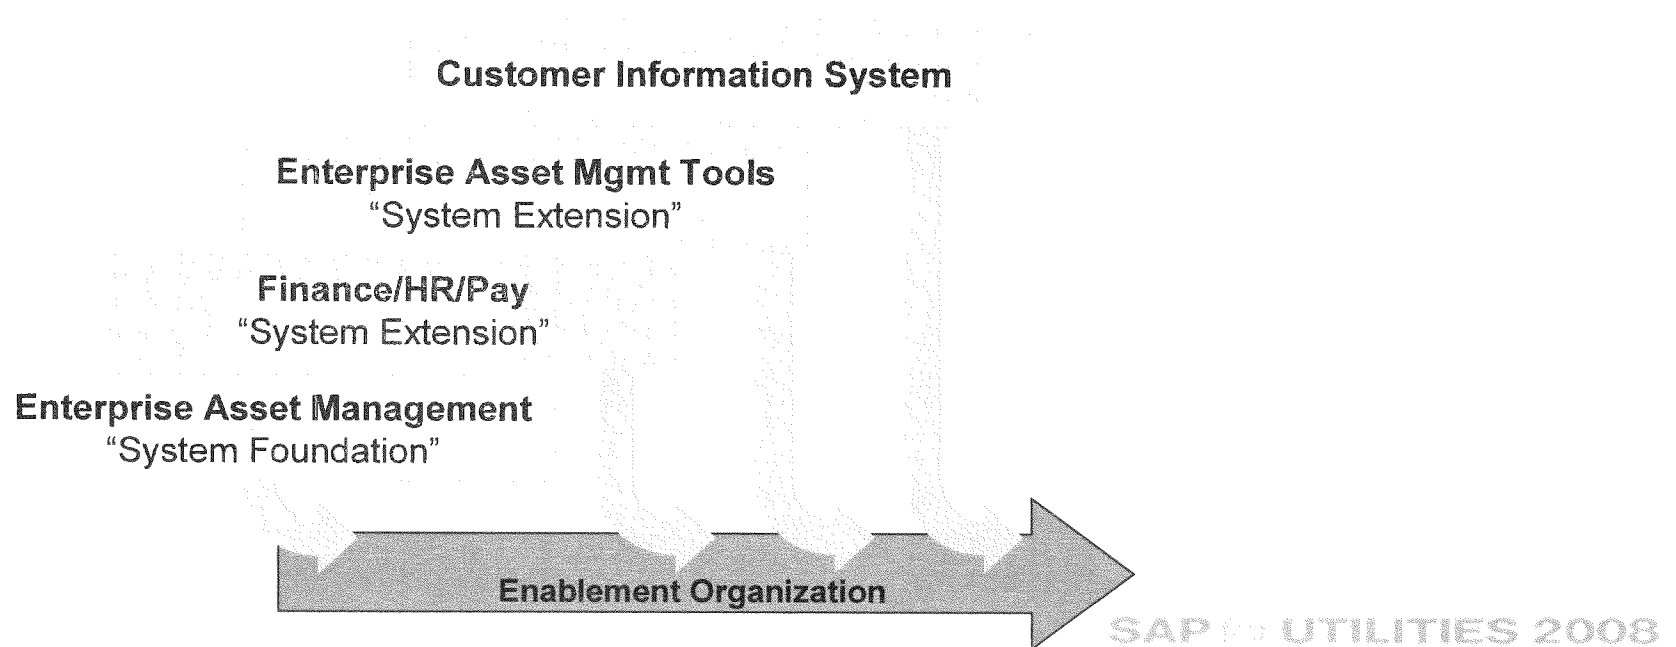 Customer Information System
Enterprise Asset Mgmt Tools
“System Extension”
Finance/HR/Pay
“System Extension”
Enterprise Asset Management
“System Foundation”
Enablement Organization
SAP for UTILITIES 2008